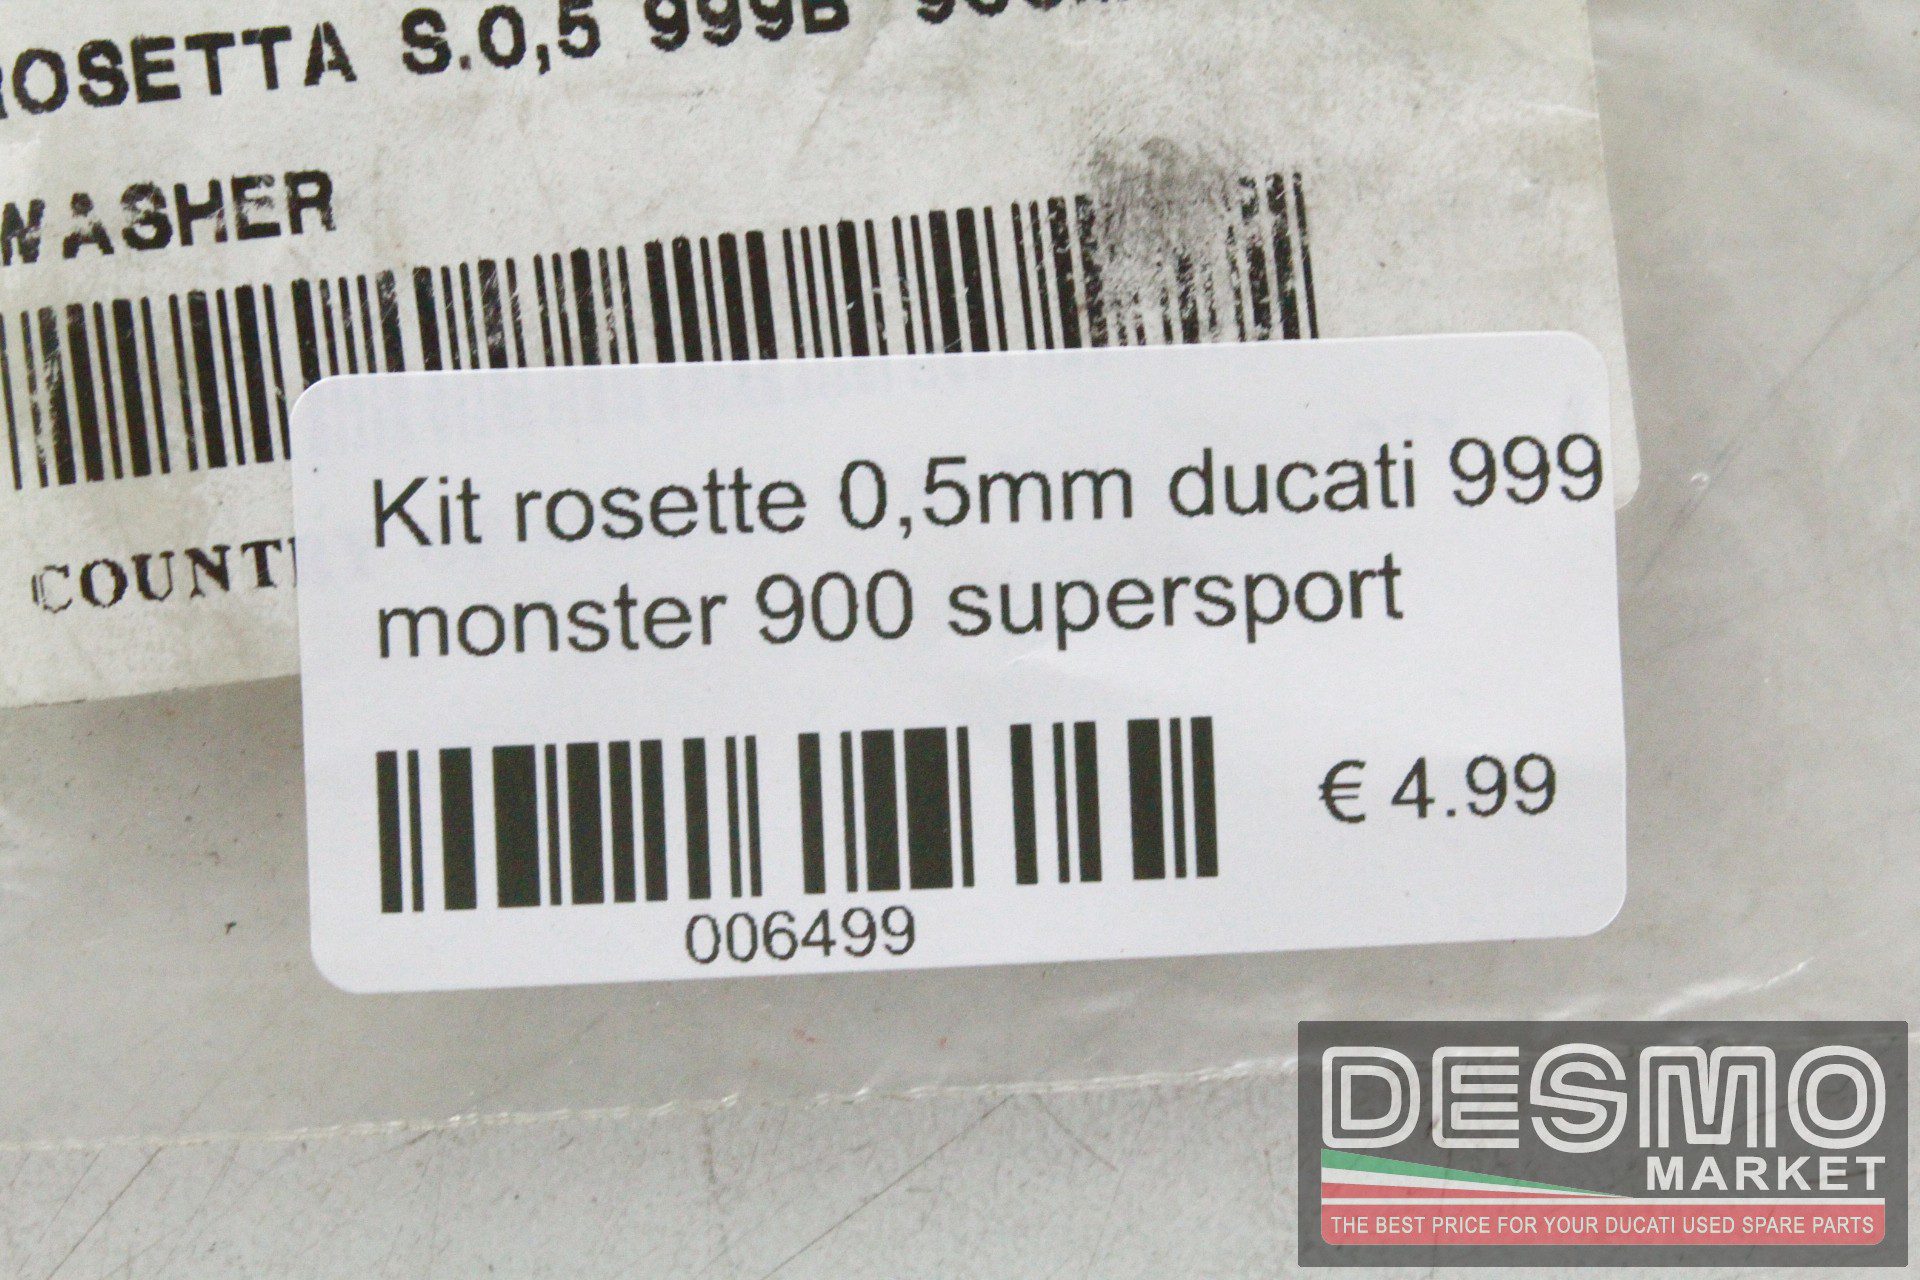 ROSETTA S.0,5 999B
WASHER
Kit rosette 0,5mm ducati 999
monster 900 supersport
€ 4.99
006499
DESMO
MARKET
THE BEST PRICE FOR YOUR DUCATI USED SPARE PARTS